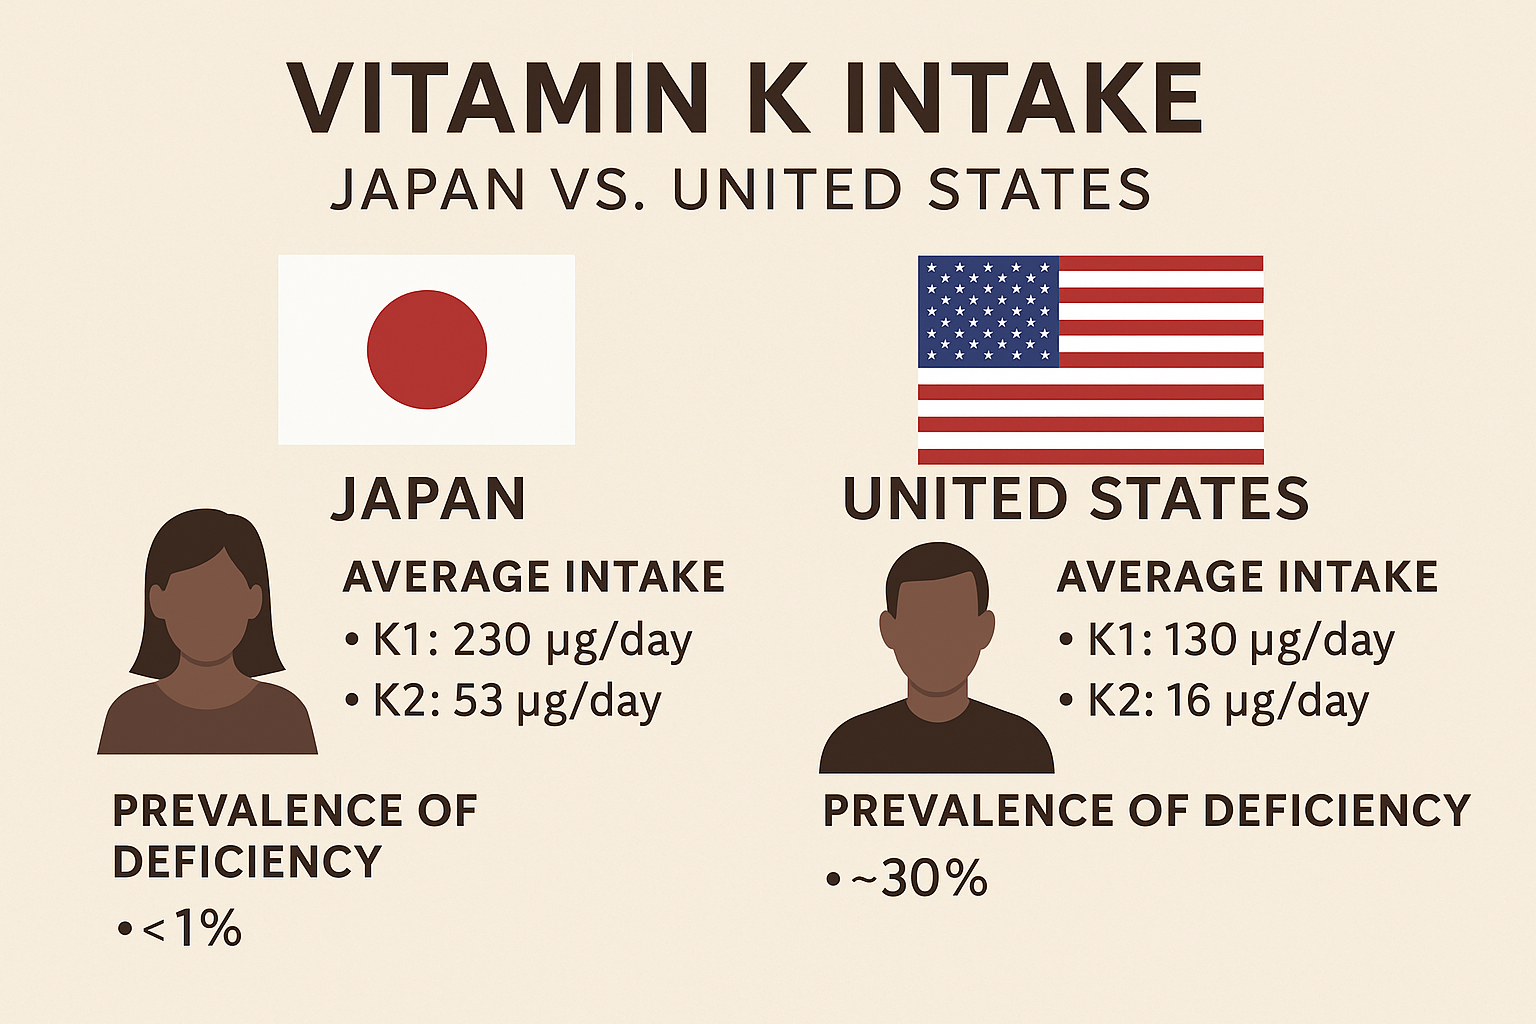 VITAMIN K INTAKE
JAPAN VS. UNITED STATES
JAPAN
AVERAGE INTAKE
• K1: 230 µg/day
• K2: 53 µg/day
PREVALENCE OF
DEFICIENCY
• < 1%
UNITED STATES
AVERAGE INTAKE
• K1: 130 µg/day
• K2: 16 µg/day
PREVALENCE OF DEFICIENCY
• ~30%